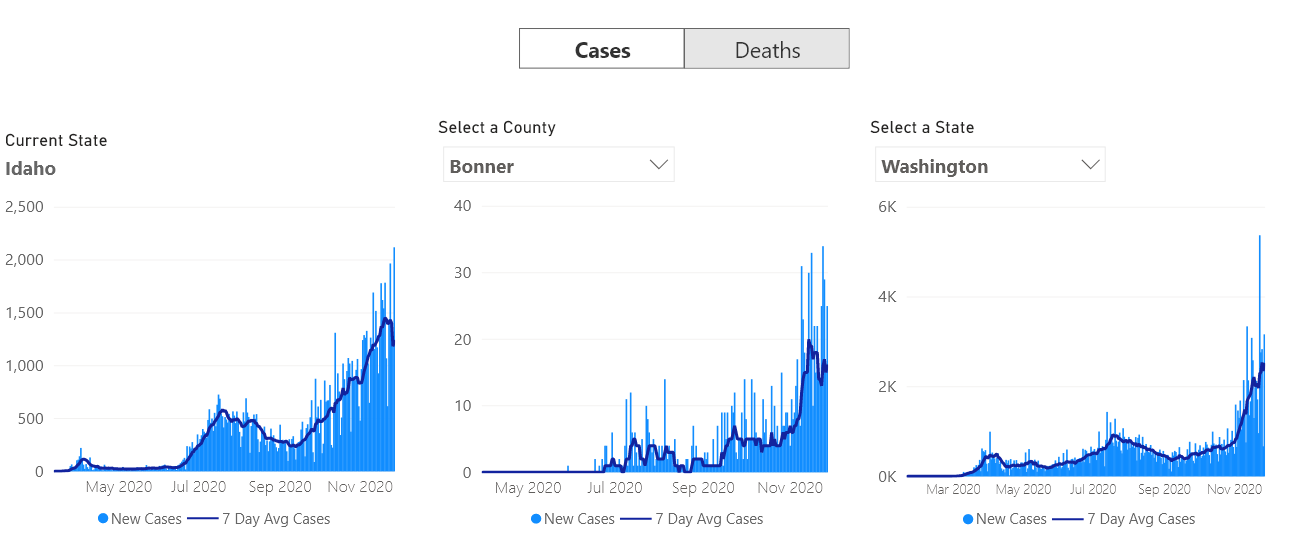 Cases Deaths
Current State
Idaho
2,500
2,000
1,500
1,000
500
0
May 2020 Jul 2020 Sep 2020 Nov 2020
New Cases 7 Day Avg Cases
Select a County
Bonner
40
30
20
10
0
May 2020 Jul 2020 Sep 2020 Nov 2020
New Cases 7 Day Avg Cases
Select a State
Washington
6K
4K
2K
0K
Mar 2020 May 2020 Jul 2020 Sep 2020 Nov 2020
New Cases 7 Day Avg Cases